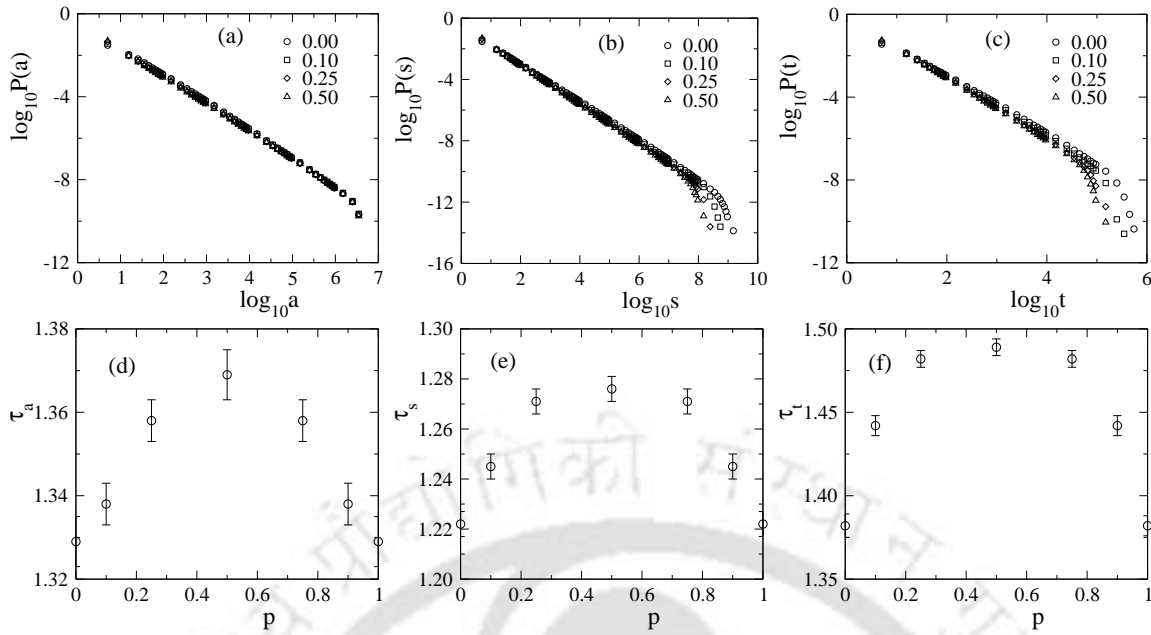 (a)
0.00
0.10
0.25
0.50
log10P(a)
0
-4
-8
-12
0 1 2 3 4 5 6 7
log10a
(b)
0.00
0.10
0.25
0.50
log10P(s)
0
-4
-8
-12
-16
0 2 4 6 8 10
log10s
(c)
0.00
0.10
0.25
0.50
log10P(t)
0
-4
-8
-12
0 2 4 6
log10t
(d)
τa
1.38
1.36
1.34
1.32
0 0.2 0.4 0.6 0.8 1
p
(e)
τs
1.30
1.28
1.26
1.24
1.22
1.20
0 0.2 0.4 0.6 0.8 1
p
(f)
τt
1.50
1.45
1.40
1.35
0 0.2 0.4 0.6 0.8 1
p